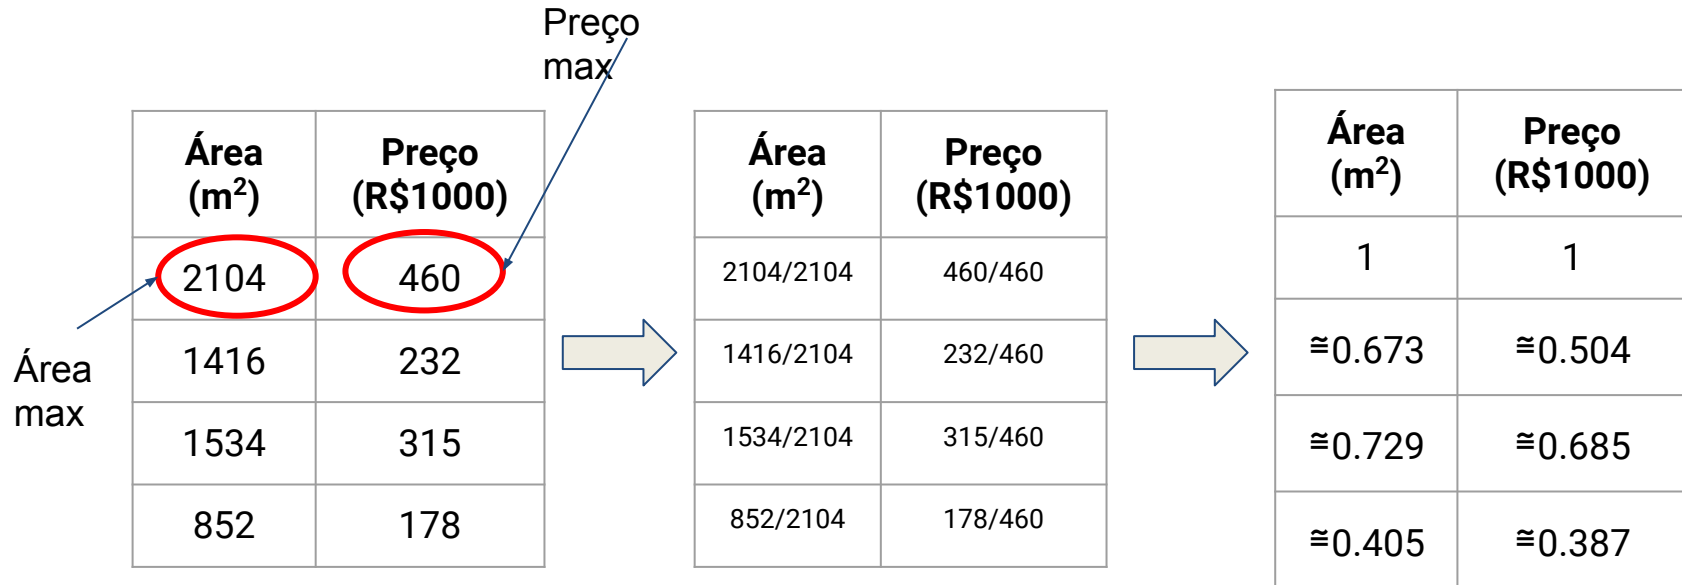 Preço
max
Área
max
Área Preço
(m²) (R$1000)
2104 460
1416 232
1534 315
852 178
Área Preço
(m²) (R$1000)
2104/2104 460/460
1416/2104 232/460
1534/2104 315/460
852/2104 178/460
Área Preço
(m²) (R$1000)
1 1
≅0.673 ≅0.504
≅0.729 ≅0.685
≅0.405 ≅0.387